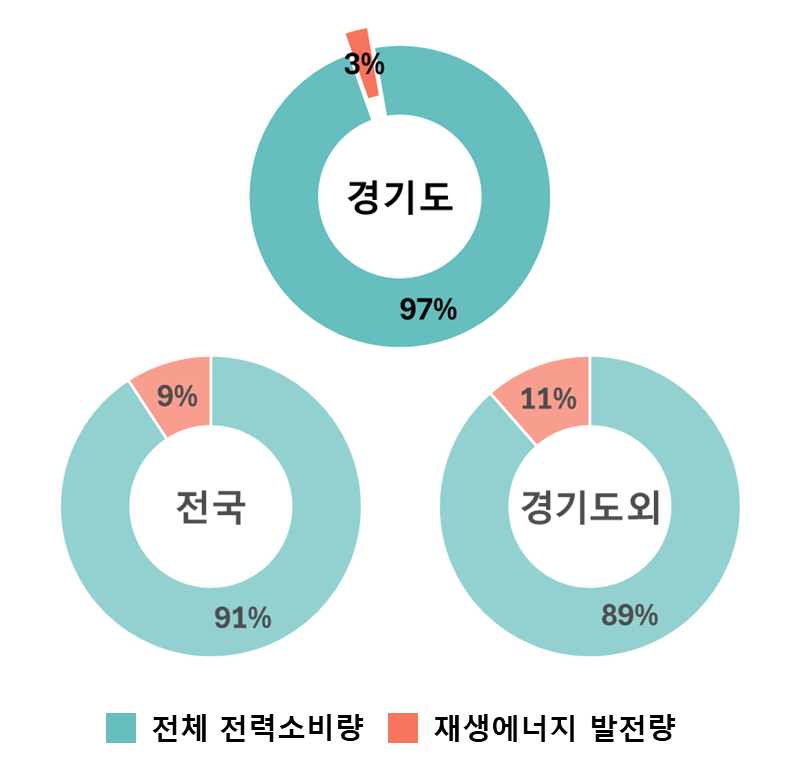 3%
경기도
97%
9%
전국
91%
11%
경기도외
89%
전체 전력소비량
재생에너지 발전량